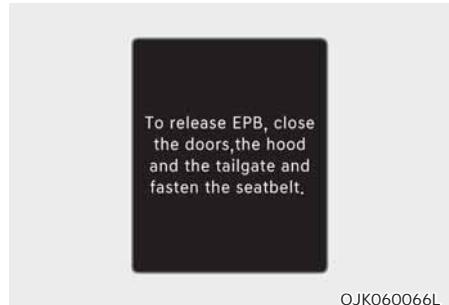 To release EPB, close
the doors,the hood
and the tailgate and
fasten the seatbelt.
OJK060066L